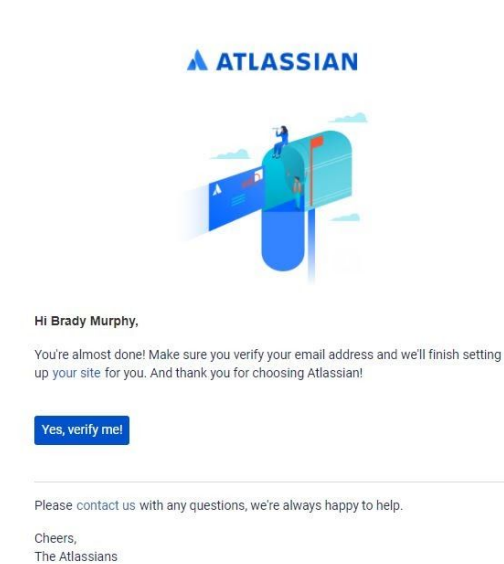 ATLASSIAN
Hi Brady Murphy,
You're almost done! Make sure you verify your email address and we'll finish setting
up your site for you. And thank you for choosing Atlassian!
Yes, verify me!
Please contact us with any questions, we're always happy to help.
Cheers,
The Atlassians